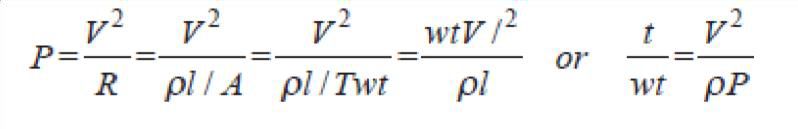 P = V²/R = V²/(ρl / A) = V²/(ρl / Twt) = wtV /²/(ρl) or t/wt = V²/(ρP)